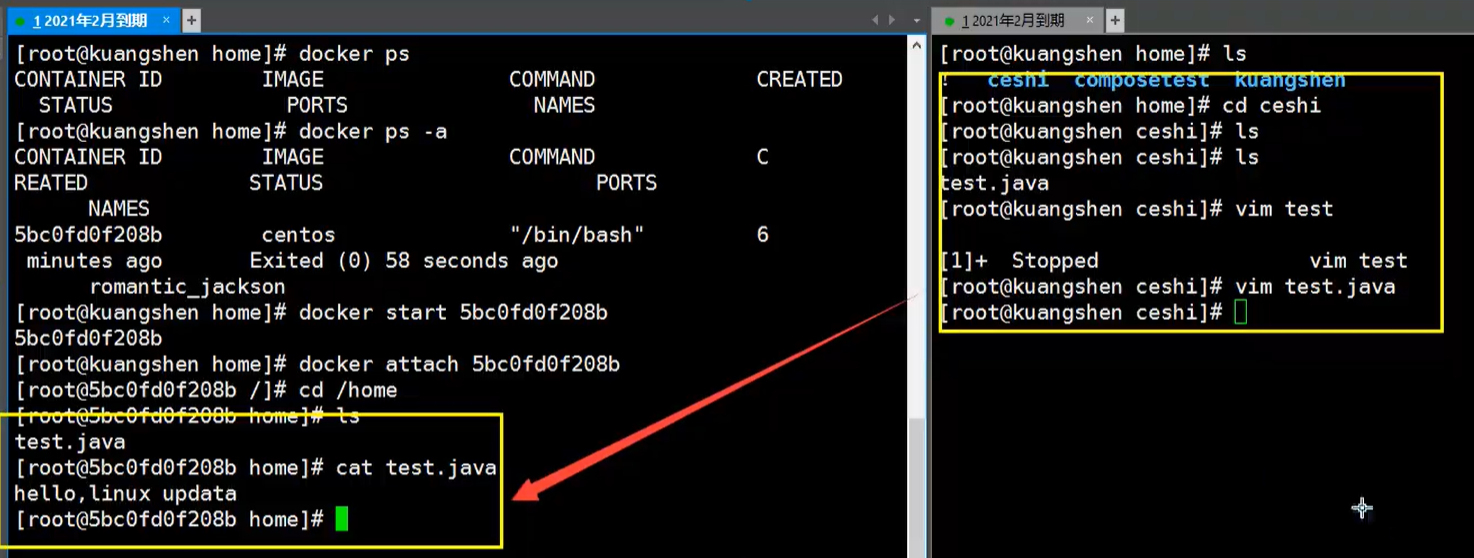 1 2021年2月到期 × +
[root@kuangshen home]# docker ps
CONTAINER ID IMAGE COMMAND CREATED
STATUS PORTS NAMES
[root@kuangshen home]# docker ps -a
CONTAINER ID IMAGE COMMAND C
REATED STATUS PORTS
NAMES
5bc0fd0f208b centos "/bin/bash" 6
minutes ago Exited (0) 58 seconds ago
romantic_jackson
[root@kuangshen home]# docker start 5bc0fd0f208b
5bc0fd0f208b
[root@kuangshen home]# docker attach 5bc0fd0f208b
[root@5bc0fd0f208b /]# cd /home
[root@5bc0fd0f208b home]# ls
test.java
[root@5bc0fd0f208b home]# cat test.java
hello,linux updata
[root@5bc0fd0f208b home]#
1 2021年2月到期 × +
[root@kuangshen home]# ls
ceshi composetest kuangshen
[root@kuangshen home]# cd ceshi
[root@kuangshen ceshi]# ls
[root@kuangshen ceshi]# ls
test.java
[root@kuangshen ceshi]# vim test
[1]+ Stopped vim test
[root@kuangshen ceshi]# vim test.java
[root@kuangshen ceshi]#